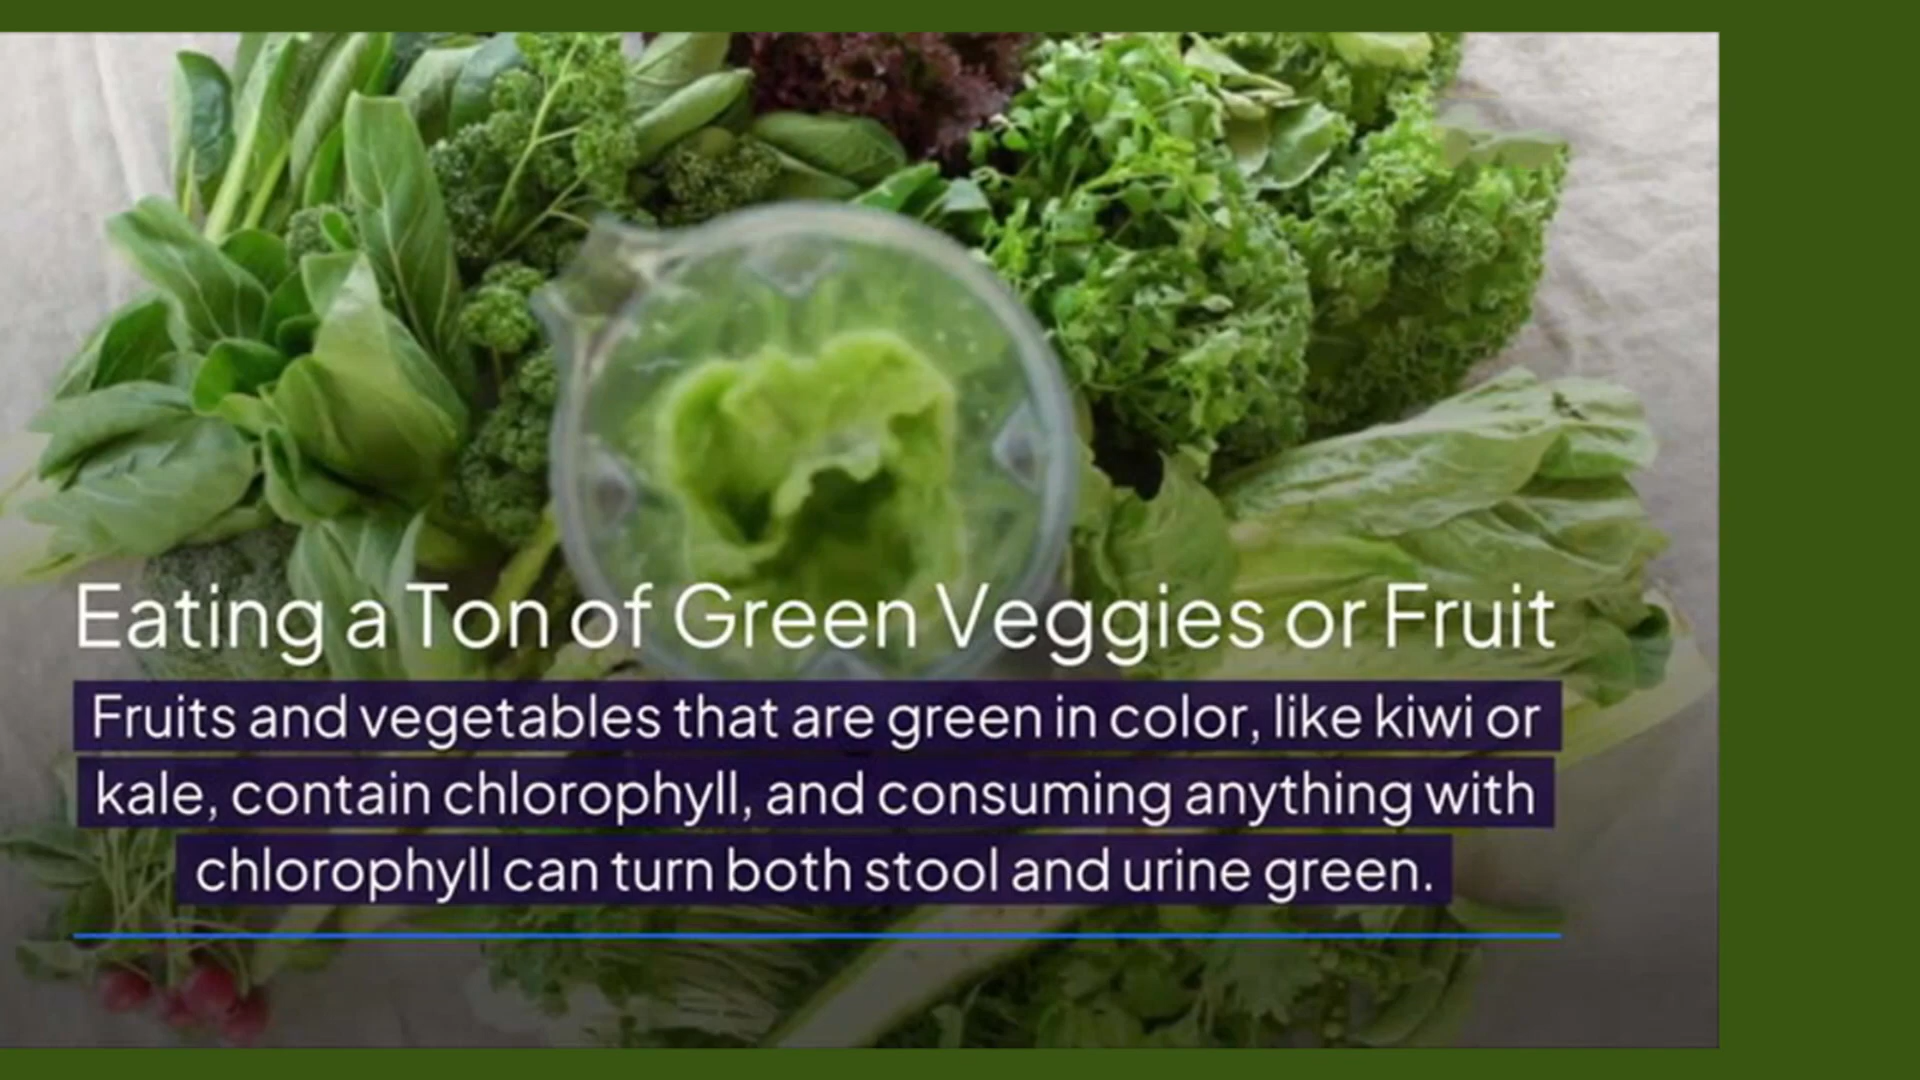 Eating a Ton of Green Veggies or Fruit
Fruits and vegetables that are green in color, like kiwi or
kale, contain chlorophyll, and consuming anything with
chlorophyll can turn both stool and urine green.